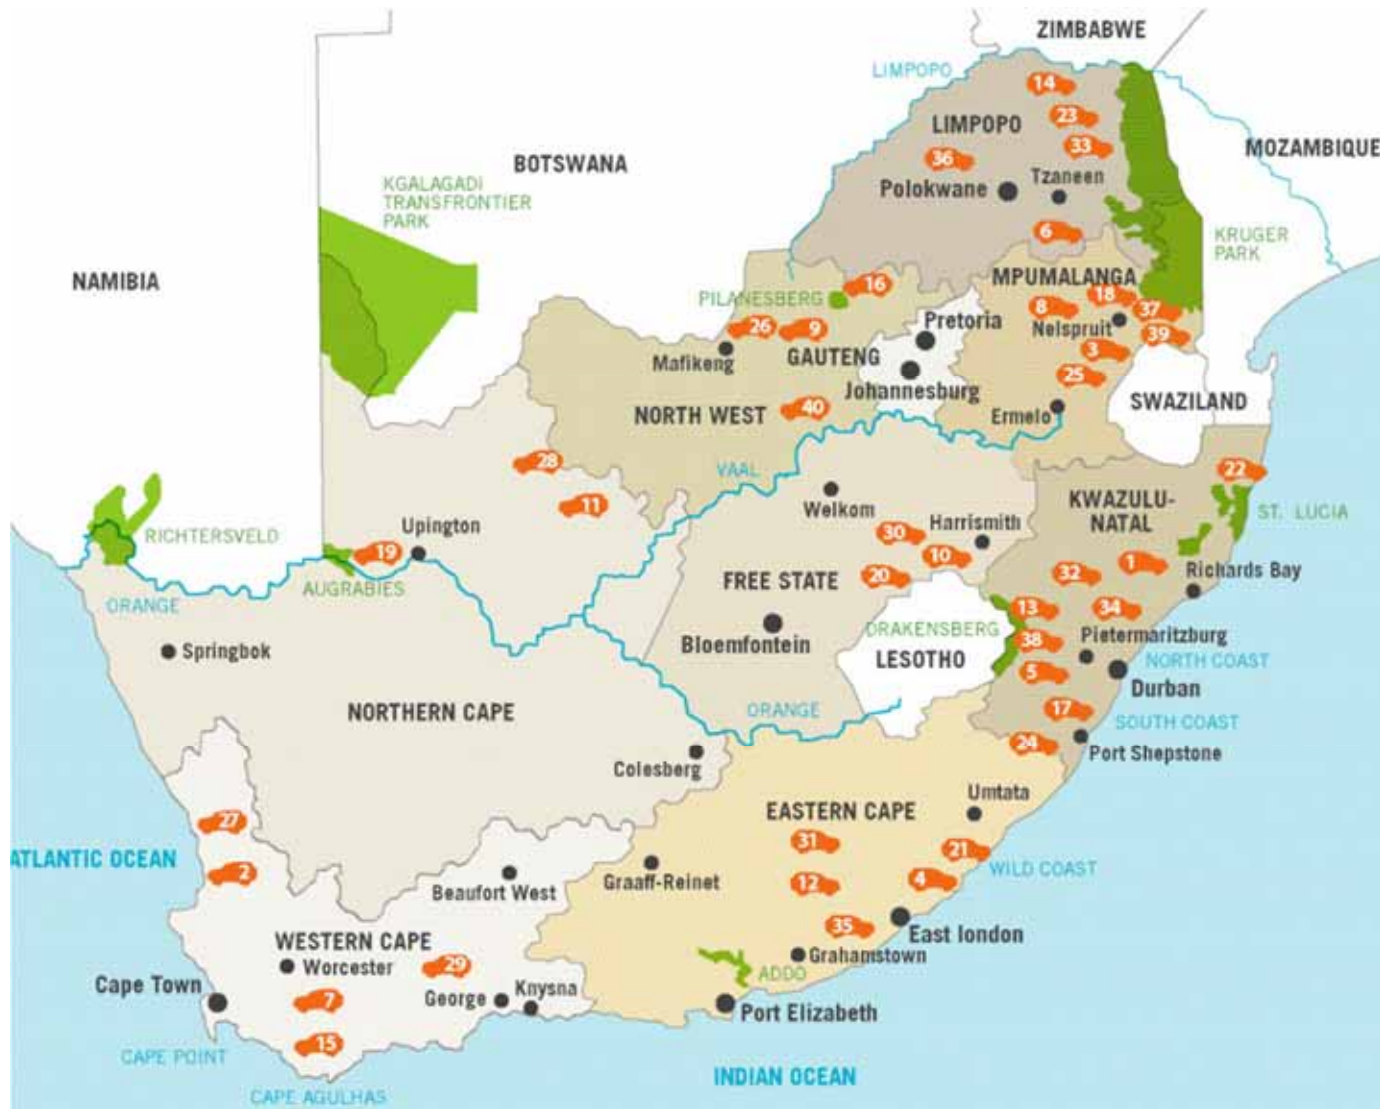 ZIMBABWE
LIMPOPO
14
23
LIMPOPO
33
MOZAMBIQUE
36
BOTSWANA
Tzaneen
Polokwane
KGALAGADI
TRANSFRONTIER
PARK
6
KRUGER
PARK
NAMIBIA
MPUMALANGA
16
PILANESBERG
18
8
37
26
9
Pretoria
Nelspruit
39
Mafikeng
GAUTENG
3
25
Johannesburg
SWAZILAND
40
NORTH WEST
Ermelo
28
VAAL
22
11
Welkom
KWAZULU-
NATAL
ST. LUCIA
Upington
Harrismith
RICHTERSVELD
30
19
10
1
20
32
Richards Bay
AUGRABIES
FREE STATE
ORANGE
13
34
DRAKENSBERG
38
Pietermaritzburg
Springbok
Bloemfontein
LESOTHO
NORTH COAST
5
Durban
NORTHERN CAPE
ORANGE
17
SOUTH COAST
24
Port Shepstone
Colesberg
Umtata
EASTERN CAPE
27
31
ATLANTIC OCEAN
21
WILD COAST
2
Graaff-Reinet
12
4
Beaufort West
35
East london
WESTERN CAPE
Grahamstown
Worcester
29
ADDO
Cape Town
Knysna
George
7
Port Elizabeth
15
CAPE POINT
INDIAN OCEAN
CAPE AGULHAS